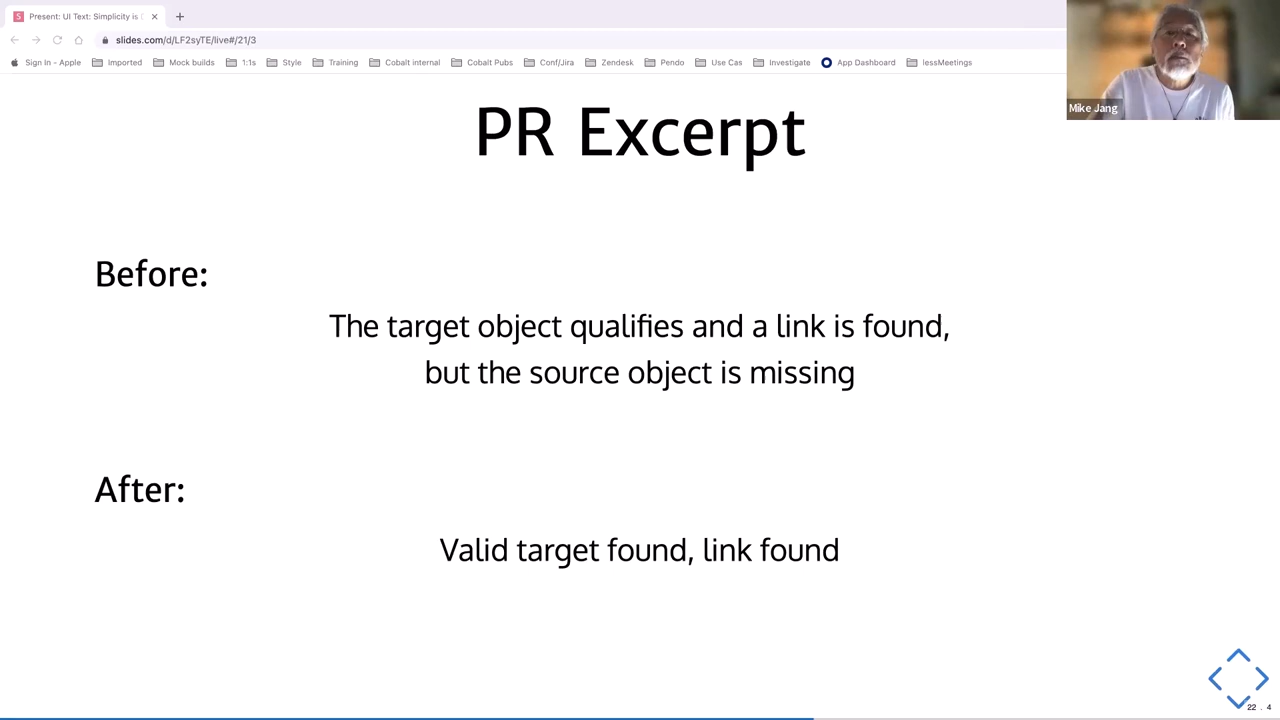 Present: UI Text: Simplicity is
slides.com/d/LF2syTE/live#/21/3
Sign In - Apple Imported Mock builds 1:1s Style Training Cobalt internal Cobalt Pubs Conf/Jira Zendesk Pendo Use Cas Investigate App Dashboard lessMeetings
Mike Jang
PR Excerpt
Before:
The target object qualifies and a link is found,
but the source object is missing
After:
Valid target found, link found
22 . 4